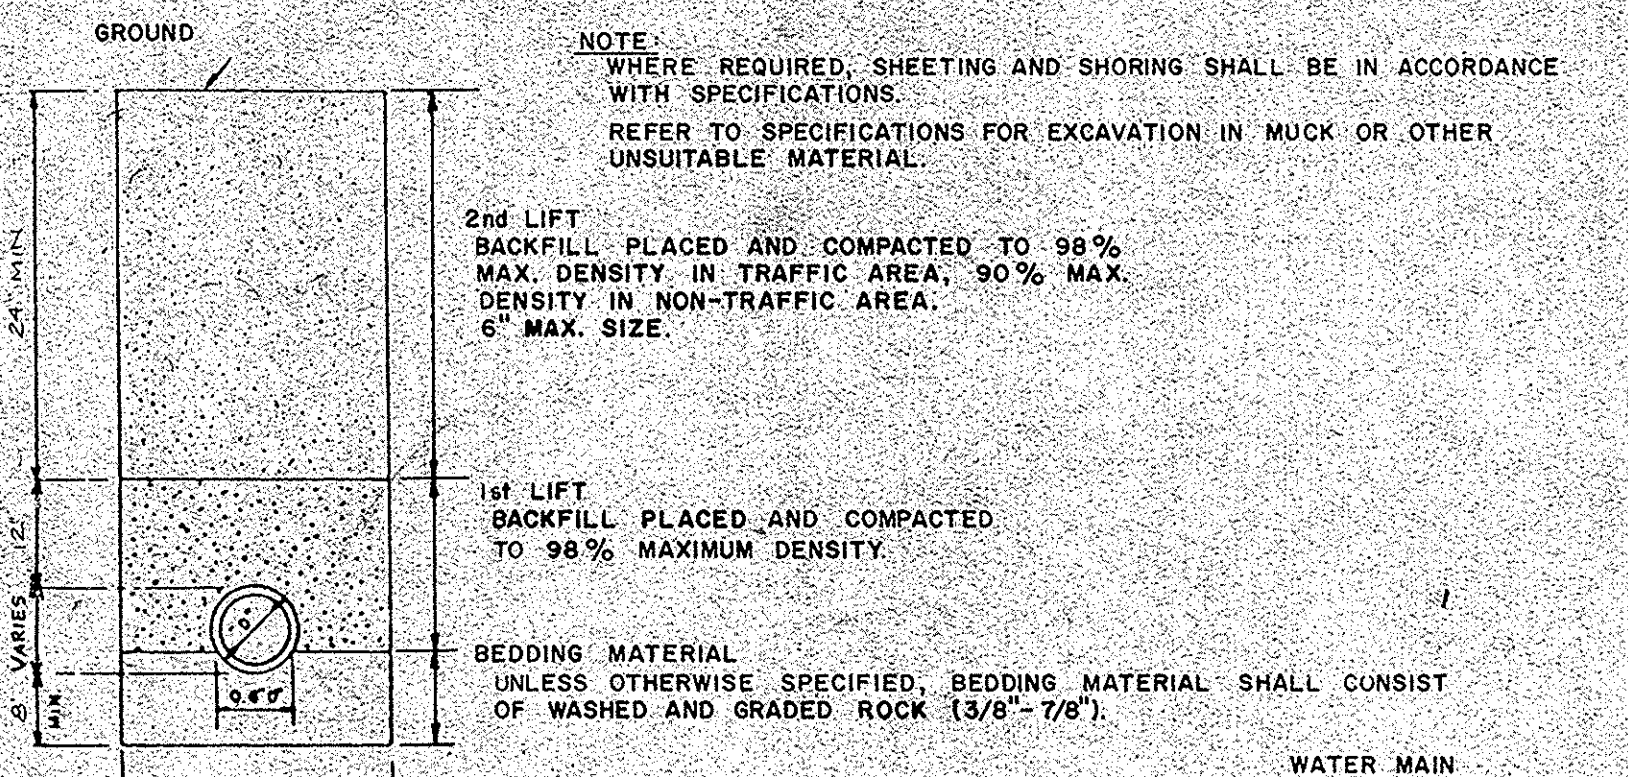 GROUND
NOTE:
WHERE REQUIRED, SHEETING AND SHORING SHALL BE IN ACCORDANCE
WITH SPECIFICATIONS.
REFER TO SPECIFICATIONS FOR EXCAVATION IN MUCK OR OTHER
UNSUITABLE MATERIAL.
24" MIN
2nd LIFT
BACKFILL PLACED AND COMPACTED TO 98%
MAX. DENSITY IN TRAFFIC AREA, 90% MAX.
DENSITY IN NON-TRAFFIC AREA.
6" MAX. SIZE.
12"
1st LIFT
BACKFILL PLACED AND COMPACTED
TO 98% MAXIMUM DENSITY.
VARIES
BEDDING MATERIAL
UNLESS OTHERWISE SPECIFIED, BEDDING MATERIAL SHALL CONSIST
OF WASHED AND GRADED ROCK (3/8"-7/8").
MIN
WATER MAIN